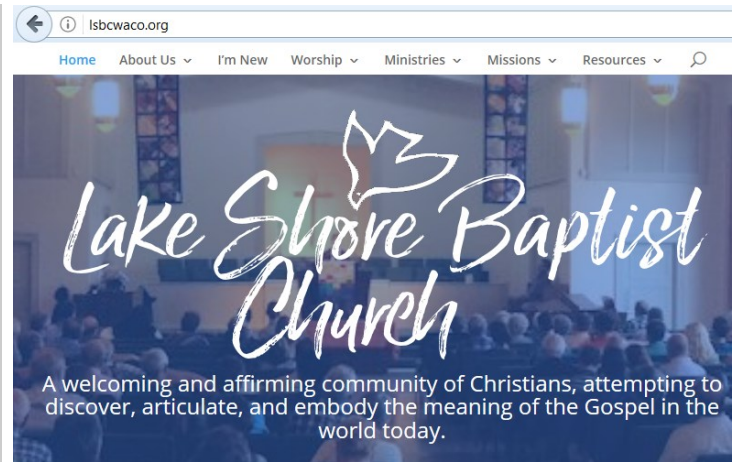 lsbcwaco.org
Home About Us I'm New Worship Ministries Missions Resources
Lake Shore Baptist
Church
A welcoming and affirming community of Christians, attempting to
discover, articulate, and embody the meaning of the Gospel in the
world today.